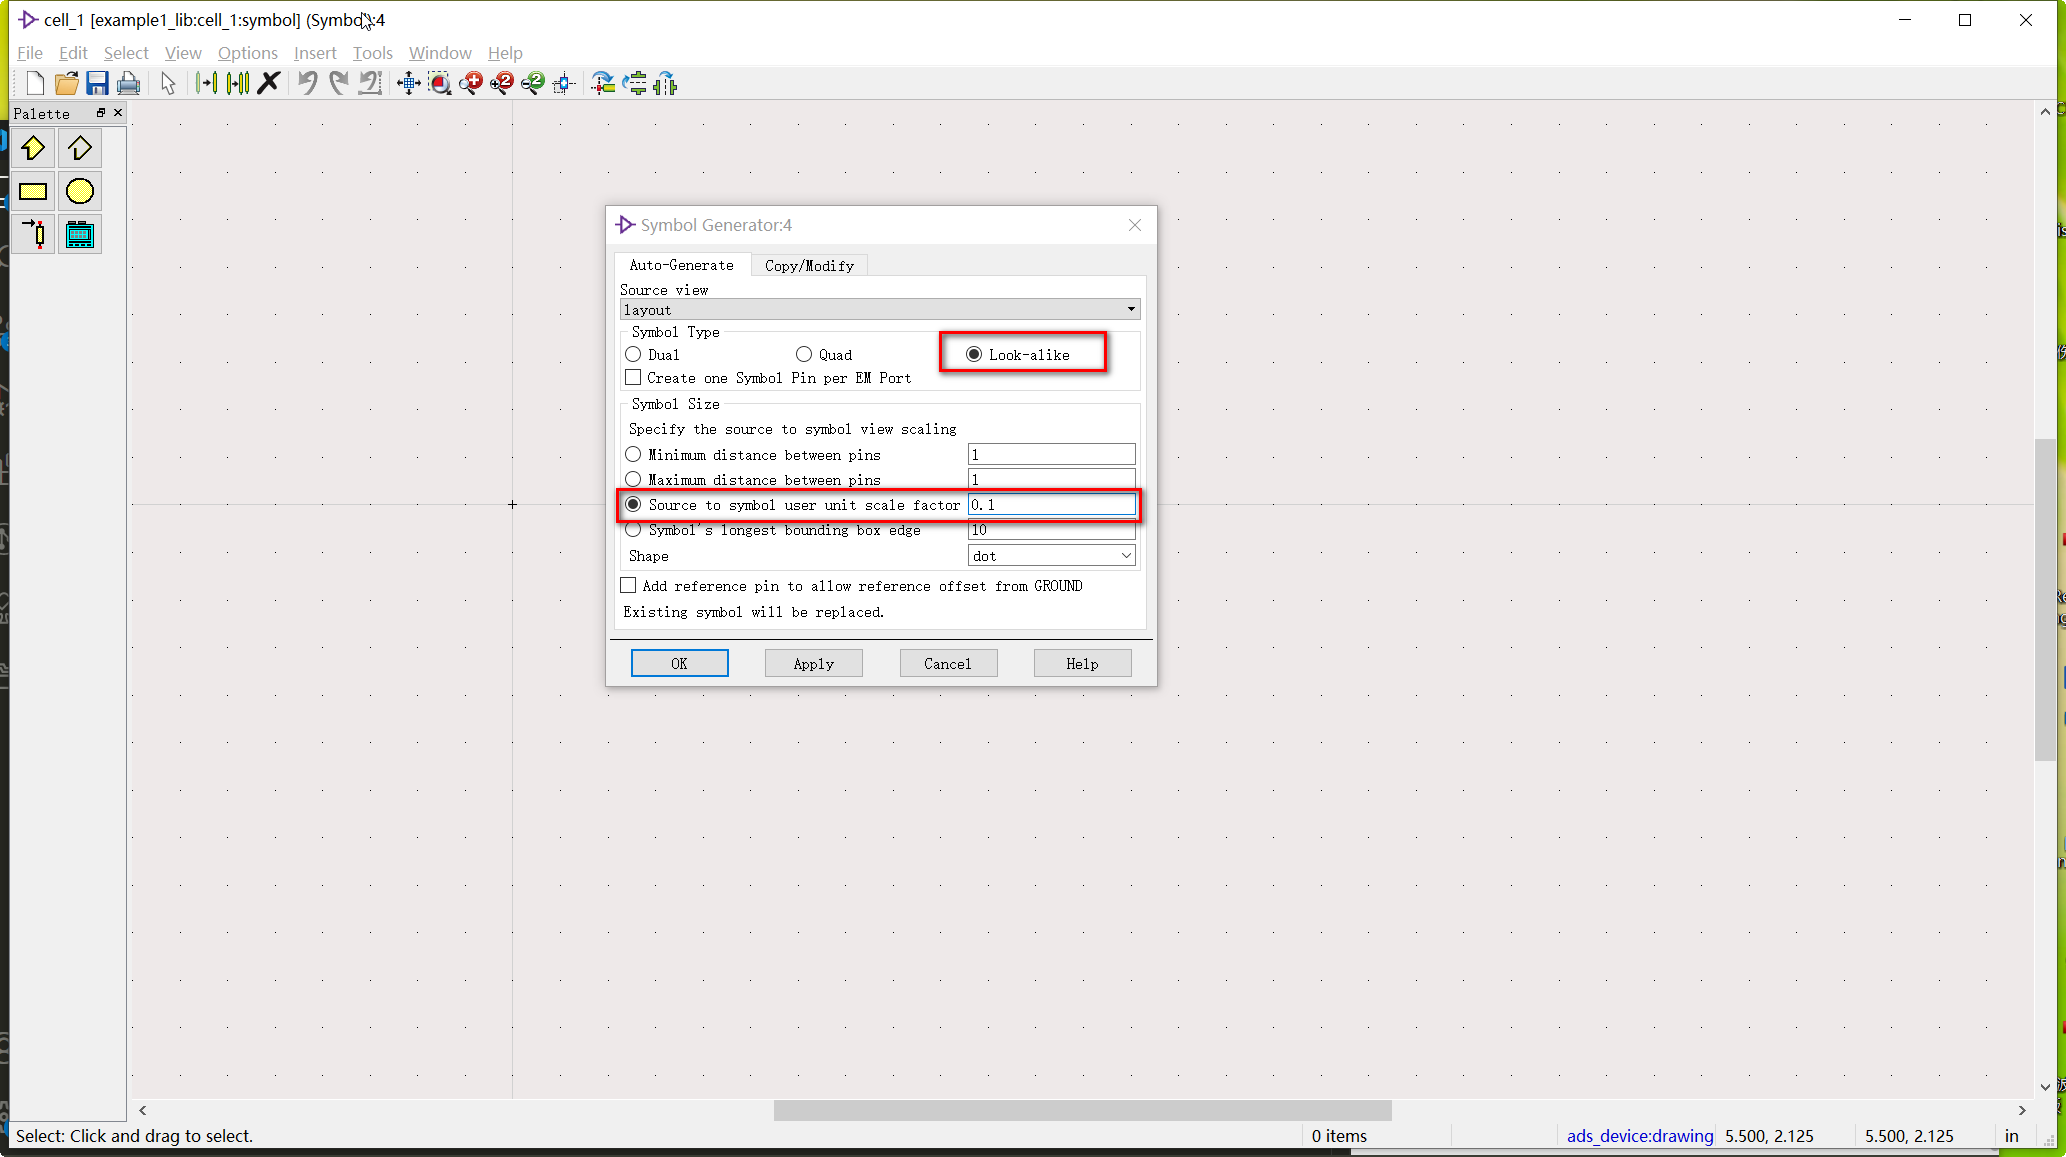 cell_1 [example1_lib:cell_1:symbol] (Symbol):4
File Edit Select View Options Insert Tools Window Help
Palette
Symbol Generator:4
Auto-Generate Copy/Modify
Source view
layout
Symbol Type
Dual Quad Look-alike
Create one Symbol Pin per EM Port
Symbol Size
Specify the source to symbol view scaling
Minimum distance between pins 1
Maximum distance between pins 1
Source to symbol user unit scale factor 0.1
Symbol's longest bounding box edge 10
Shape dot
Add reference pin to allow reference offset from GROUND
Existing symbol will be replaced.
OK Apply Cancel Help
Select: Click and drag to select. 0 items ads_device:drawing 5.500, 2.125 5.500, 2.125 in